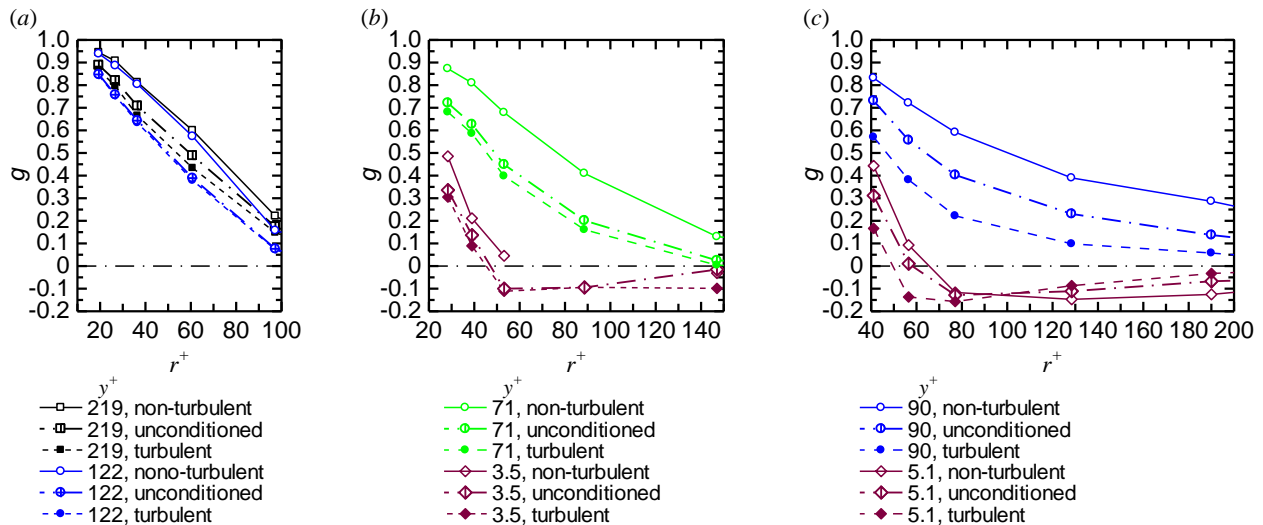 (a)
1.0
0.9
0.8
0.7
0.6
0.5
0.4
0.3
0.2
0.1
0
-0.1
-0.2
g
20 40 60 80 100
r+
y+
219, non-turbulent
219, unconditioned
219, turbulent
122, nono-turbulent
122, unconditioned
122, turbulent
(b)
1.0
0.9
0.8
0.7
0.6
0.5
0.4
0.3
0.2
0.1
0
-0.1
-0.2
g
20 40 60 80 100 120 140
r+
y+
71, non-turbulent
71, unconditioned
71, turbulent
3.5, non-turbulent
3.5, unconditioned
3.5, turbulent
(c)
1.0
0.9
0.8
0.7
0.6
0.5
0.4
0.3
0.2
0.1
0
-0.1
-0.2
g
40 60 80 100 120 140 160 180 200
r+
y+
90, non-turbulent
90, unconditioned
90, turbulent
5.1, non-turbulent
5.1, unconditioned
5.1, turbulent